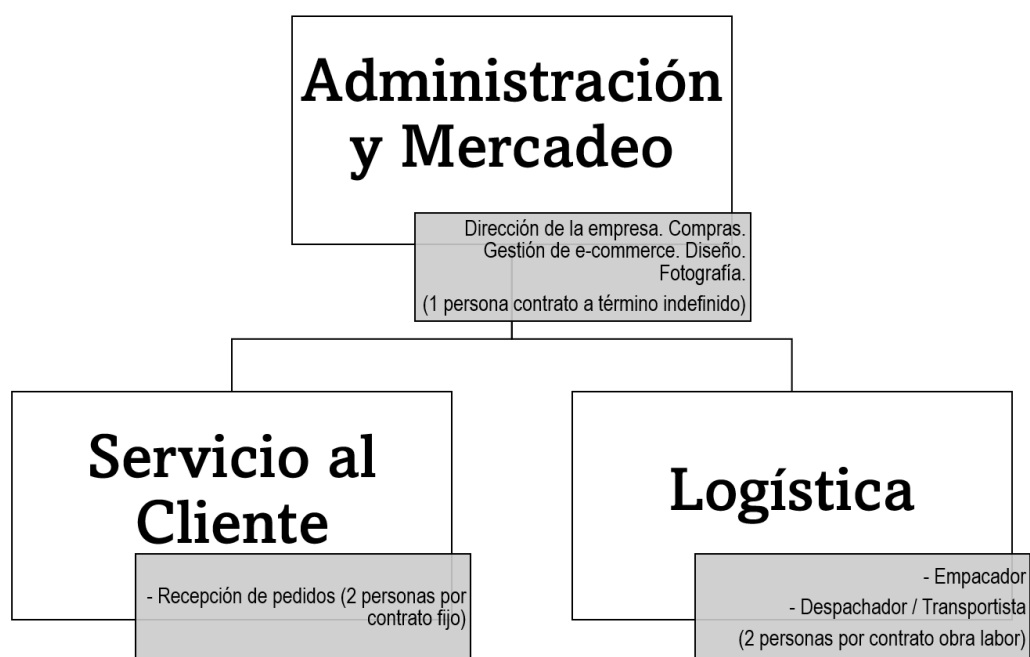 Administración
y Mercadeo
Dirección de la empresa. Compras.
Gestión de e-commerce. Diseño.
Fotografía.
(1 persona contrato a término indefinido)
Servicio al
Cliente
- Recepción de pedidos (2 personas por
contrato fijo)
Logística
- Empacador
- Despachador / Transportista
(2 personas por contrato obra labor)